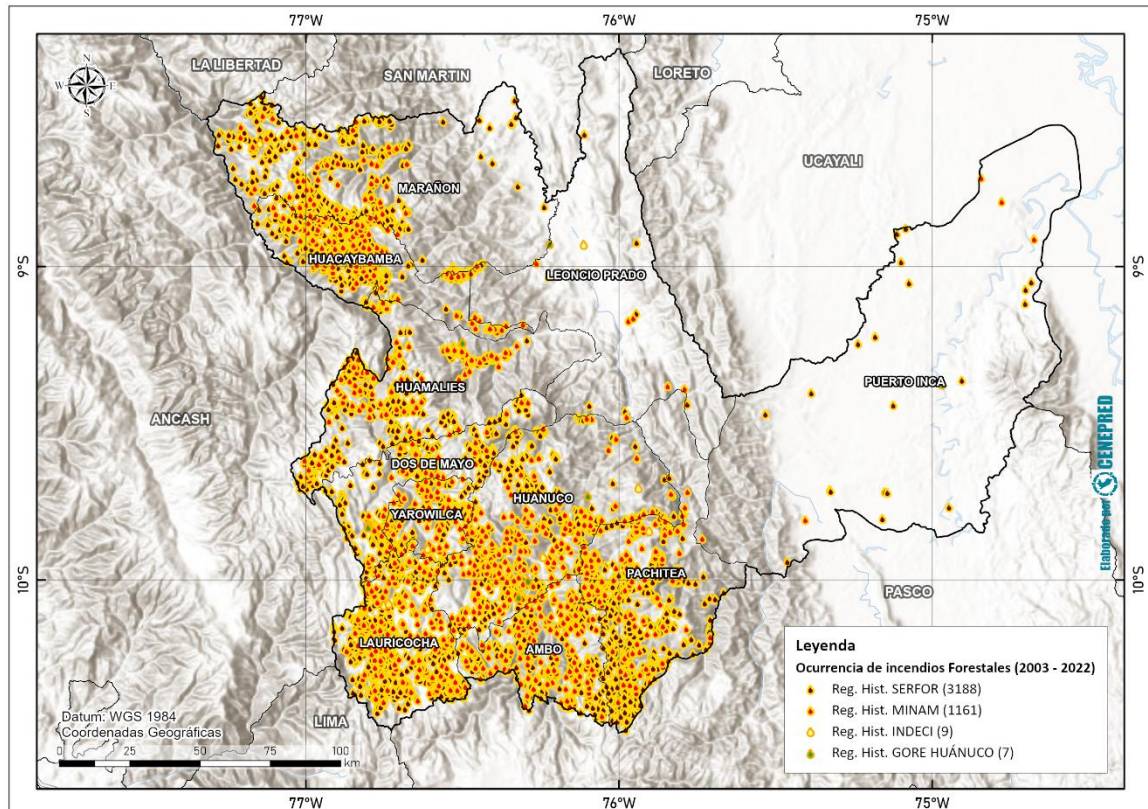 77°W 76°W 75°W
LA LIBERTAD
SAN MARTIN
LORETO
N
W E
S
UCAYALI
MARAÑON
HUACAYBAMBA
9°S 9°S
LEONCIO PRADO
PUERTO INCA
HUAMALIES
ANCASH
DOS DE MAYO
HUANUCO
YAROWILCA
Elaborado por CENEPRED
PACHITEA
10°S 10°S
PASCO
LAURICOCHA
AMBO
LIMA
Leyenda
Ocurrencia de incendios Forestales (2003 - 2022)
Reg. Hist. SERFOR (3188)
Reg. Hist. MINAM (1161)
Reg. Hist. INDECI (9)
Reg. Hist. GORE HUÁNUCO (7)
Datum: WGS 1984
Coordenadas Geográficas
0 25 50 75 100
km
77°W 76°W 75°W